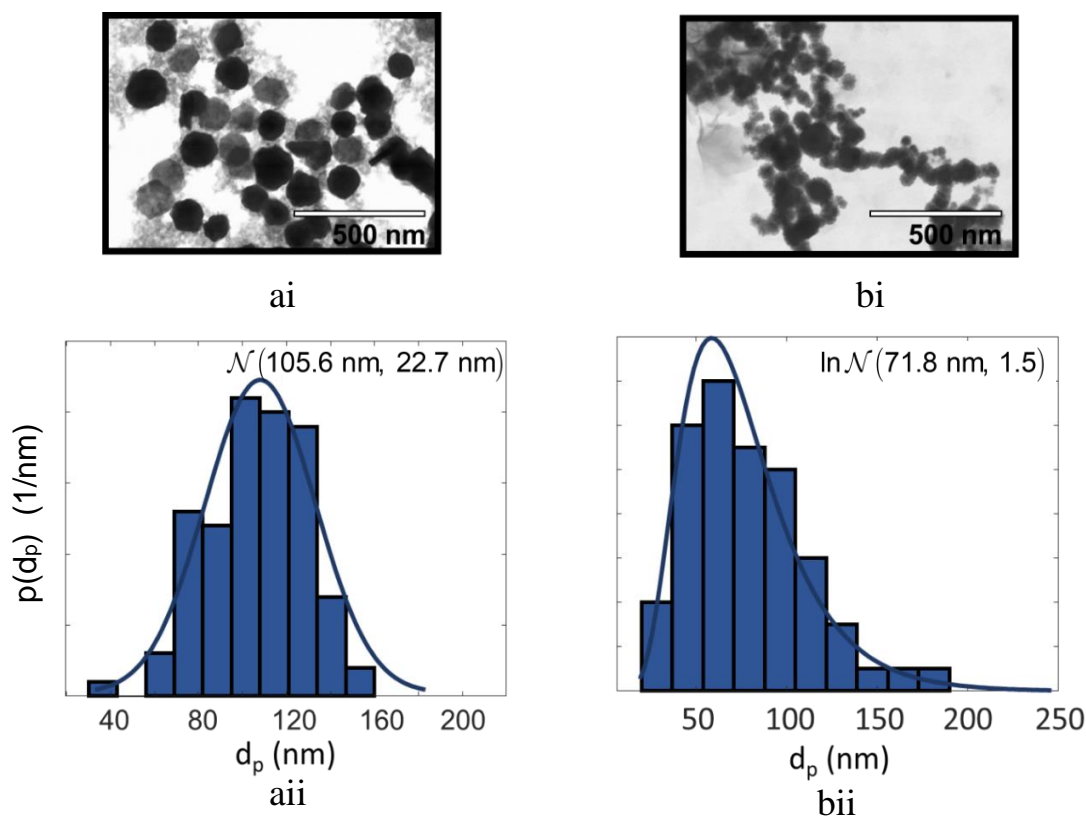 500 nm
500 nm
ai
bi
𝒩(105.6 nm, 22.7 nm)
ln 𝒩(71.8 nm, 1.5)
p(dₚ) (1/nm)
40 80 120 160 200
50 100 150 200 250
dₚ (nm)
dₚ (nm)
aii
bii